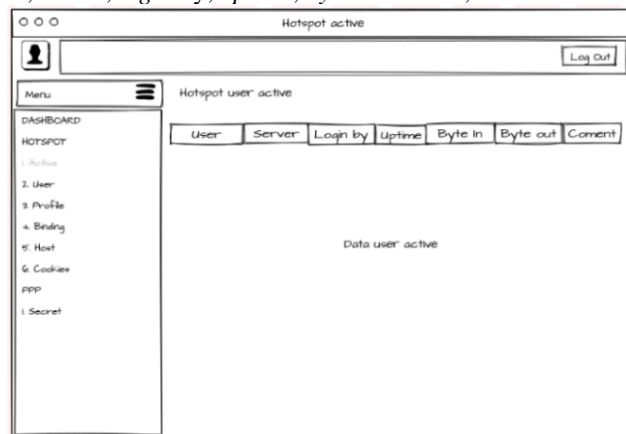 Hotspot active
Log Out
Menu
Hotspot user active
DASHBOARD
HOTSPOT
1. Active
2. User
3. Profile
4. Binding
5. Host
6. Cookies
PPP
1. Secret
User Server Login by Uptime Byte In Byte out Coment
Data user active